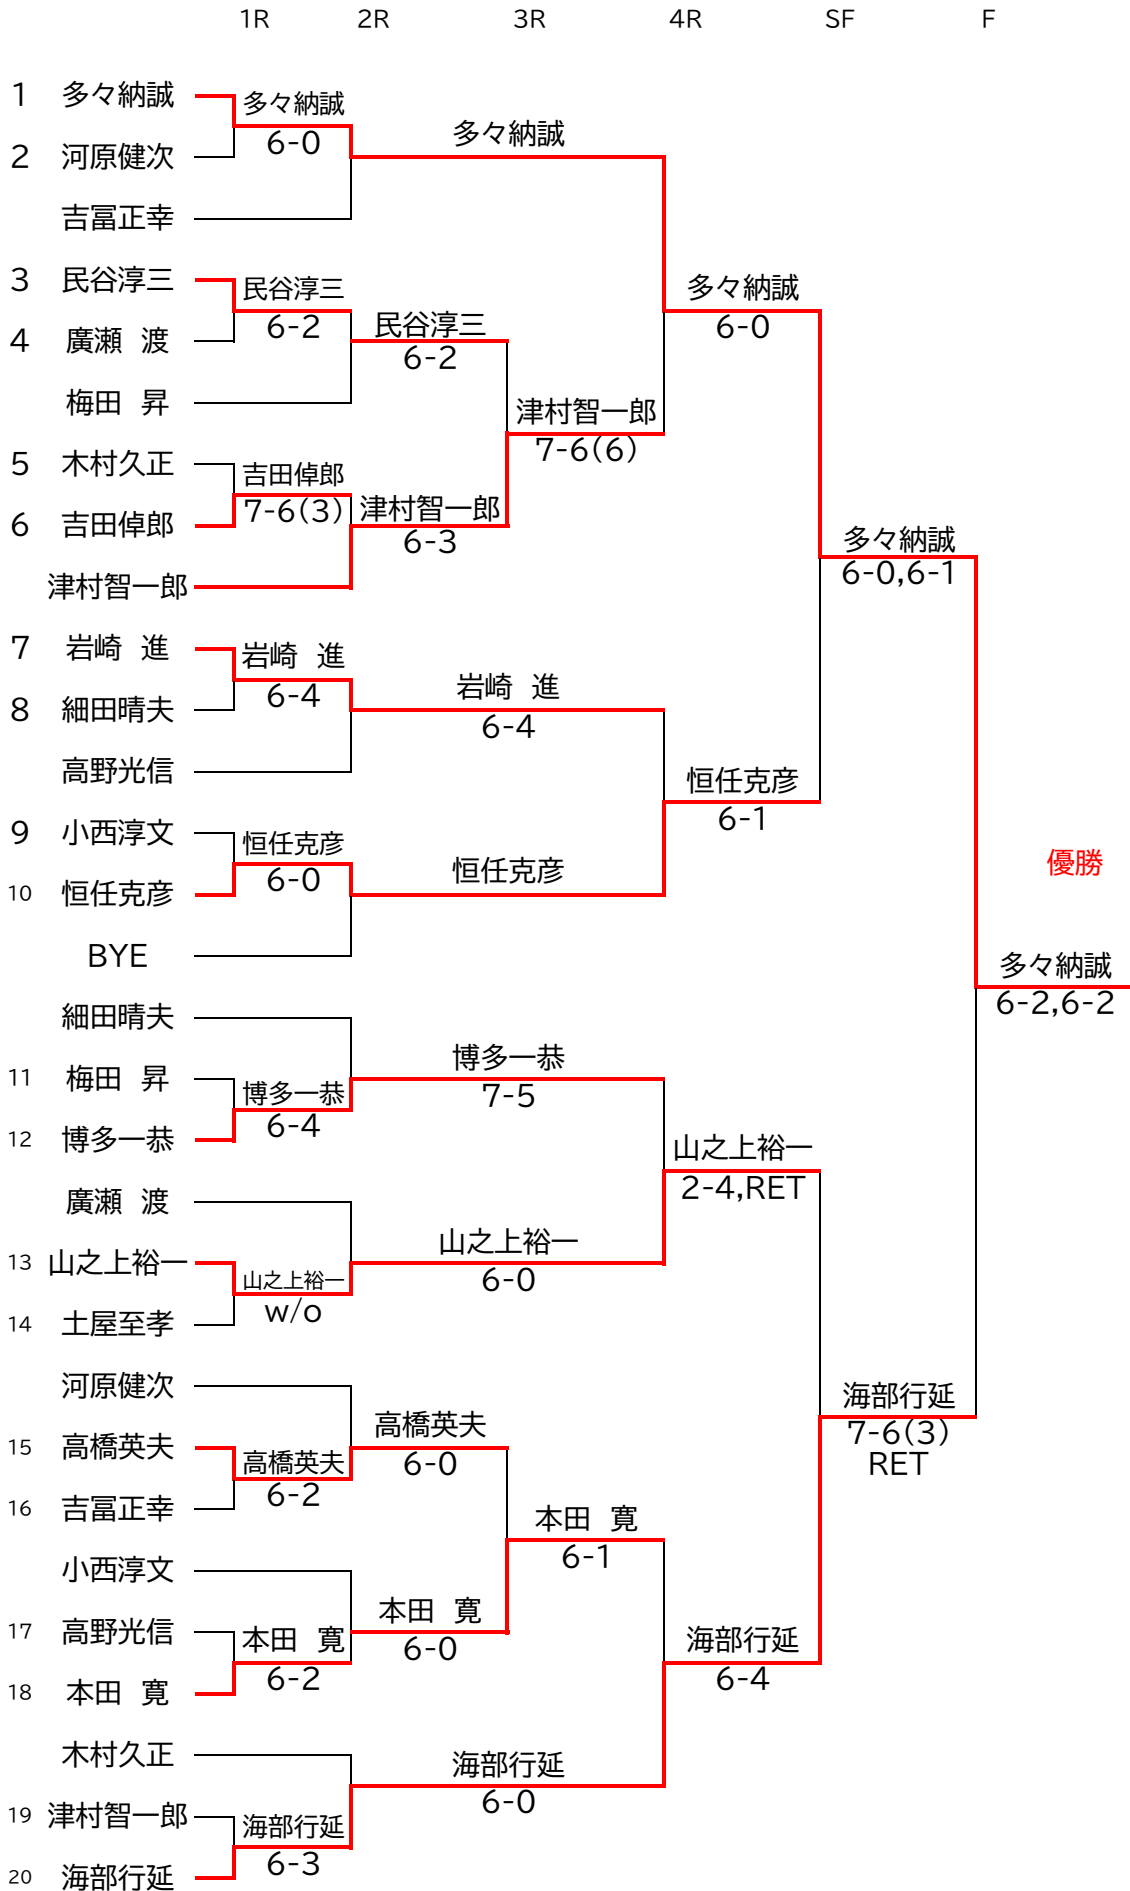 1R 2R 3R 4R SF F
1 多々納誠
多々納誠
6-0
多々納誠
2 河原健次
吉冨正幸
3 民谷淳三
民谷淳三
6-2
多々納誠
6-0
4 廣瀬 渡
民谷淳三
6-2
梅田 昇
津村智一郎
7-6(6)
5 木村久正
吉田倬郎
7-6(3)
津村智一郎
6-3
6 吉田倬郎
多々納誠
6-0,6-1
津村智一郎
7 岩崎 進
岩崎 進
6-4
岩崎 進
6-4
8 細田晴夫
高野光信
恒任克彦
6-1
9 小西淳文
恒任克彦
6-0
恒任克彦
優勝
10 恒任克彦
BYE
多々納誠
6-2,6-2
細田晴夫
博多一恭
7-5
11 梅田 昇
博多一恭
6-4
12 博多一恭
山之上裕一
2-4,RET
廣瀬 渡
山之上裕一
6-0
13 山之上裕一
山之上裕一
w/o
14 土屋至孝
河原健次
海部行延
7-6(3)
RET
高橋英夫
6-0
15 高橋英夫
高橋英夫
6-2
16 吉冨正幸
本田 寛
6-1
小西淳文
本田 寛
6-0
17 高野光信
本田 寛
6-2
海部行延
6-4
18 本田 寛
木村久正
海部行延
6-0
19 津村智一郎
海部行延
6-3
20 海部行延